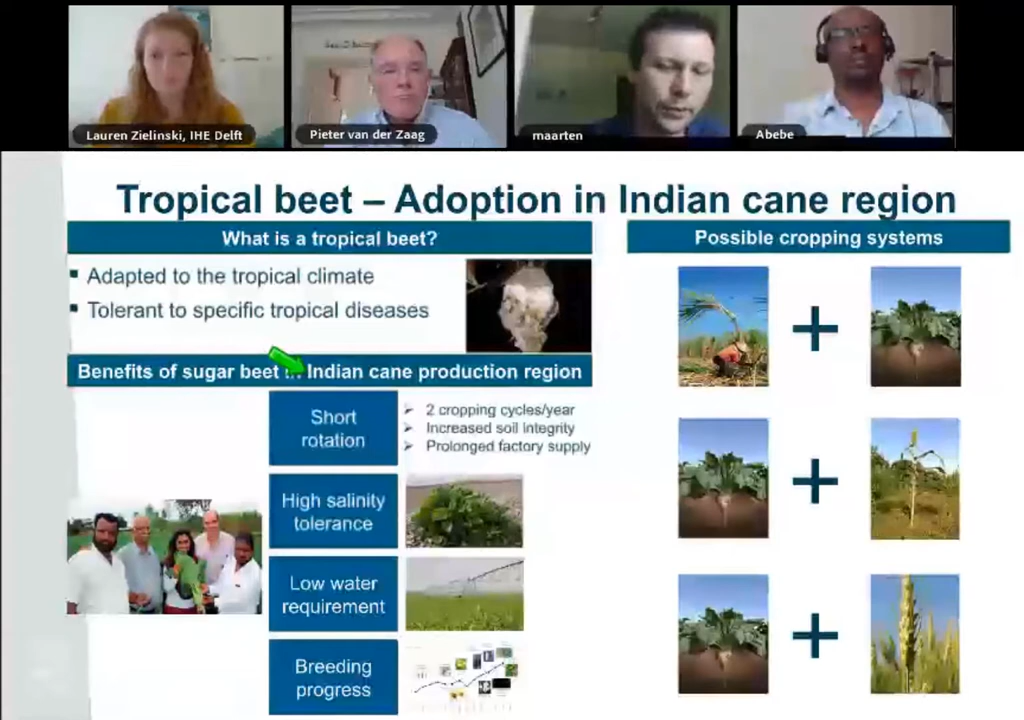 Lauren Zielinski, IHE Delft
Pieter van der Zaag
maarten
Abebe
Tropical beet – Adoption in Indian cane region
What is a tropical beet?
Adapted to the tropical climate
Tolerant to specific tropical diseases
Benefits of sugar beet in Indian cane production region
Short
rotation
2 cropping cycles/year
Increased soil integrity
Prolonged factory supply
High salinity
tolerance
Low water
requirement
Breeding
progress
Possible cropping systems
+
+
+